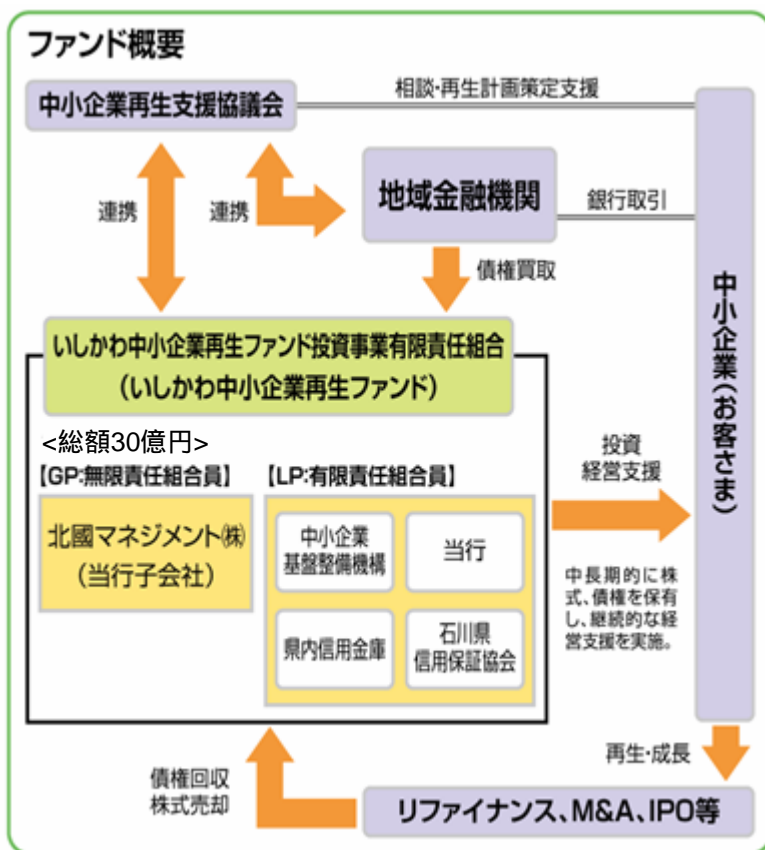 ファンド概要
中小企業再生支援協議会
相談・再生計画策定支援
地域金融機関
銀行取引
連携
連携
債権買取
中小企業(お客さま)
いしかわ中小企業再生ファンド投資事業有限責任組合
(いしかわ中小企業再生ファンド)
<総額30億円>
【GP:無限責任組合員】
【LP:有限責任組合員】
北國マネジメント㈱
(当行子会社)
中小企業
基盤整備機構
当行
県内信用金庫
石川県
信用保証協会
投資
経営支援
中長期的に株
式、債権を保有
し、継続的な経
営支援を実施。
再生・成長
債権回収
株式売却
リファイナンス、M&A、IPO等